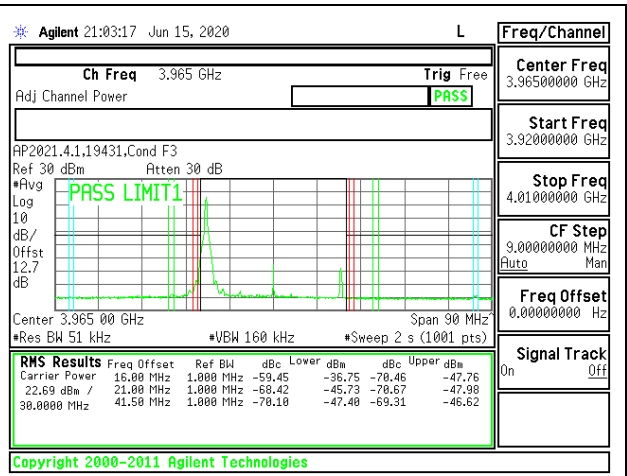 Agilent 21:03:17 Jun 15, 2020 L
Freq/Channel
Ch Freq 3.965 GHz Trig Free
Adj Channel Power PASS
Center Freq
3.96500000 GHz
Start Freq
3.92000000 GHz
Stop Freq
4.01000000 GHz
CF Step
9.00000000 MHz
Auto Man
Freq Offset
0.00000000 Hz
Signal Track
On Off
AP2021.4.1,19431,Cond F3
Ref 30 dBm Atten 30 dB
#Avg
Log
10
dB/
Offst
12.7
dB
PASS LIMIT1
Center 3.965 00 GHz Span 90 MHz
#Res BW 51 kHz #VBW 160 kHz #Sweep 2 s (1001 pts)
RMS Results Freq Offset Ref BW dBc Lower dBm dBc Upper dBm
Carrier Power 16.00 MHz 1.000 MHz -59.45 -36.75 -70.46 -47.76
22.69 dBm / 21.00 MHz 1.000 MHz -68.42 -45.73 -70.67 -47.98
30.0000 MHz 41.50 MHz 1.000 MHz -70.10 -47.40 -69.31 -46.62
Copyright 2000-2011 Agilent Technologies